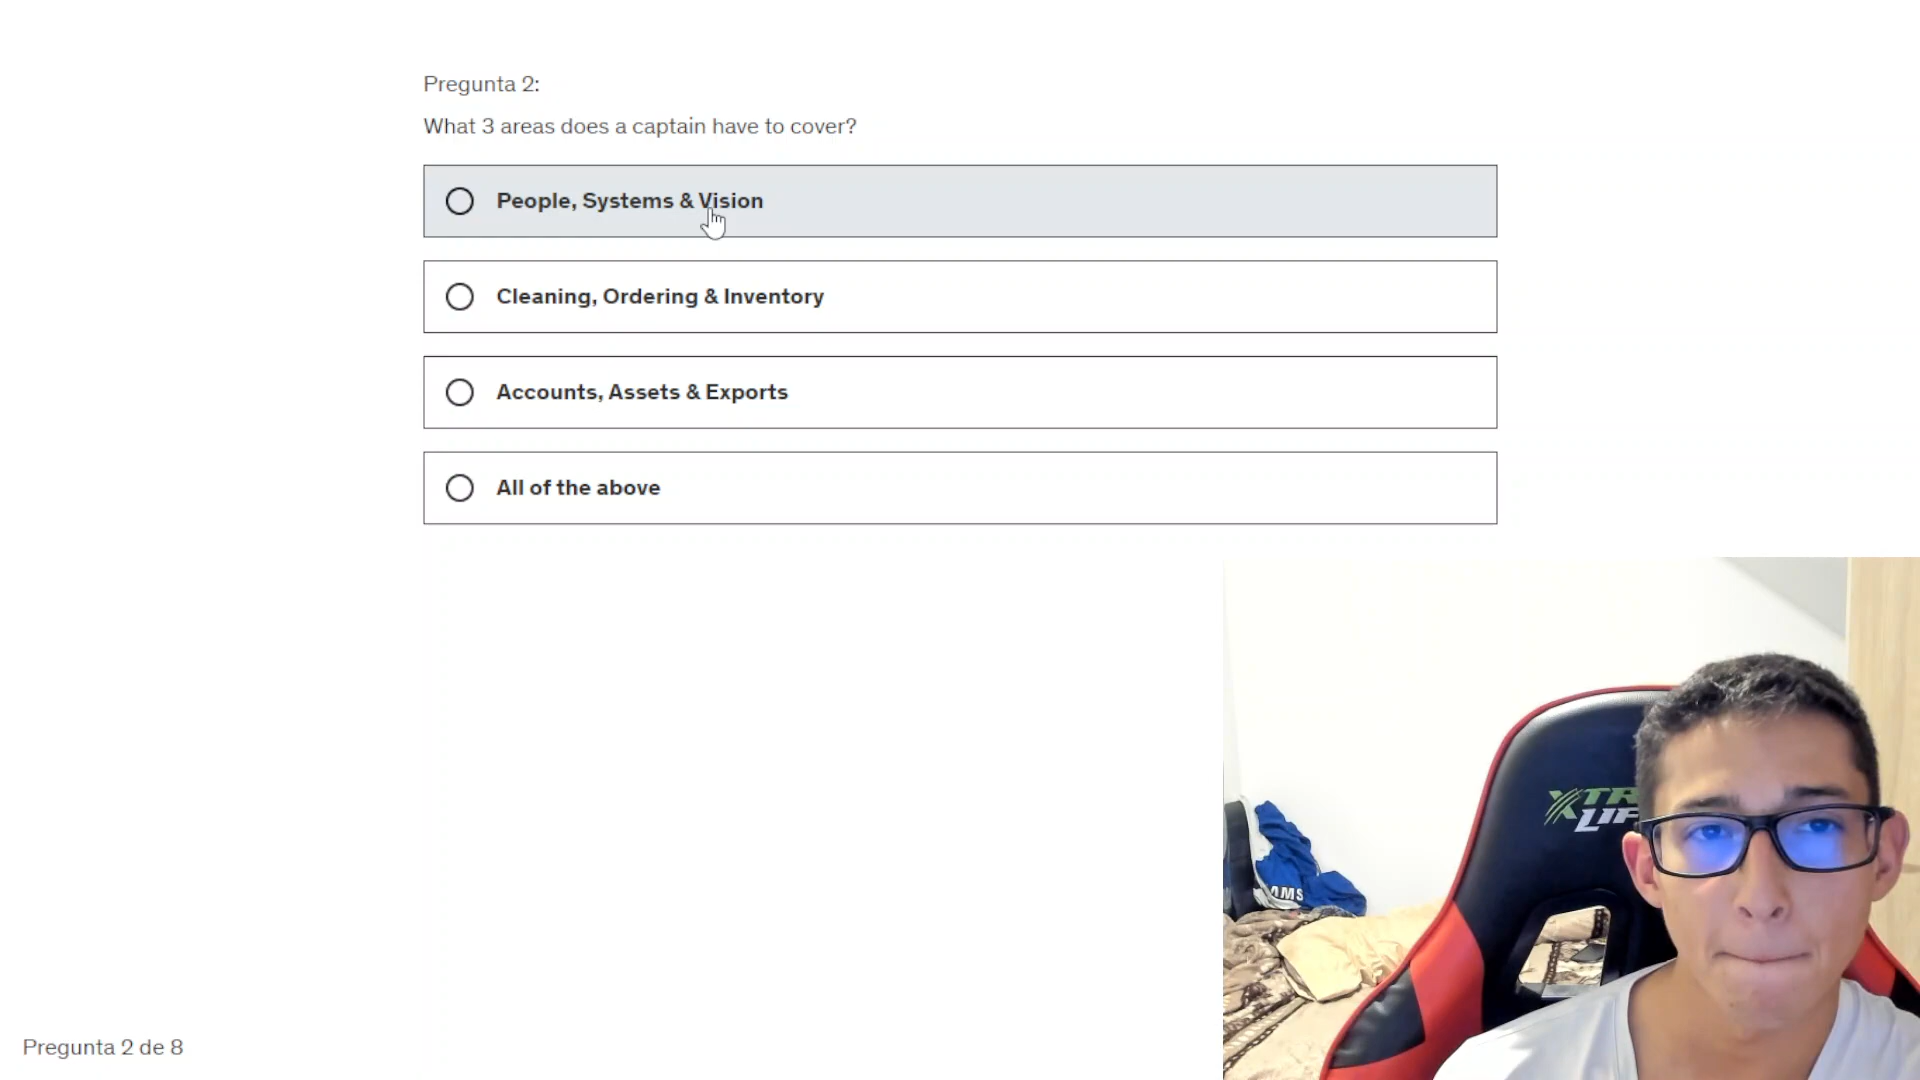 Pregunta 2:
What 3 areas does a captain have to cover?
People, Systems & Vision
Cleaning, Ordering & Inventory
Accounts, Assets & Exports
All of the above
Pregunta 2 de 8